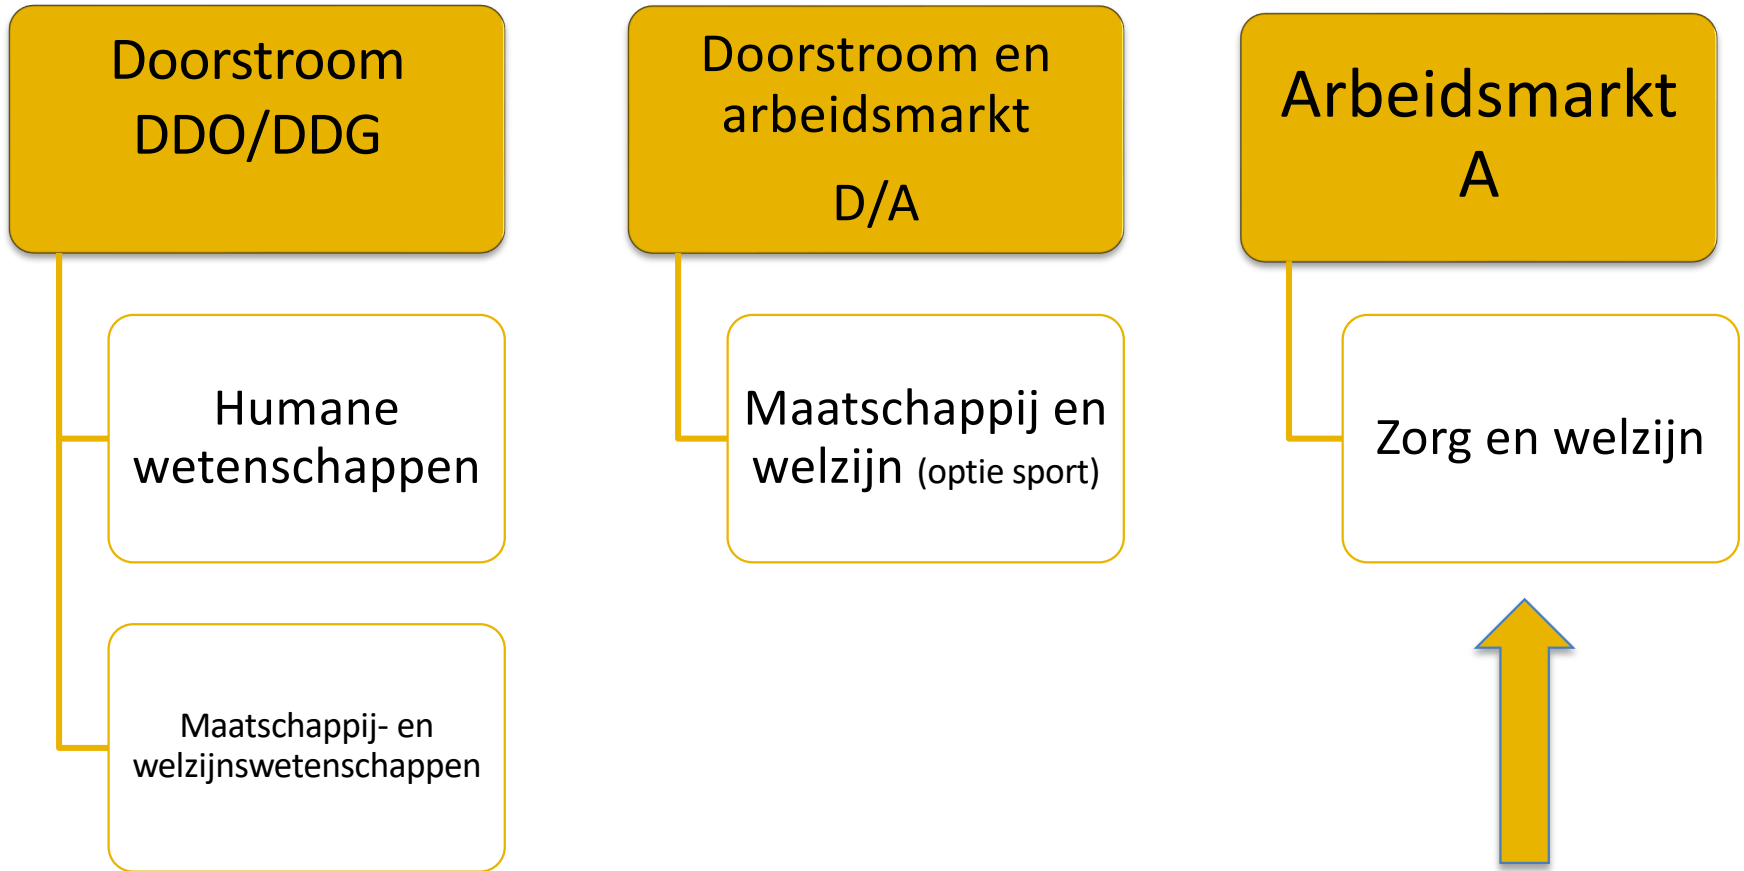 Doorstroom
DDO/DDG
Humane
wetenschappen
Maatschappij- en
welzijnswetenschappen
Doorstroom en
arbeidsmarkt
D/A
Maatschappij en
welzijn (optie sport)
Arbeidsmarkt
A
Zorg en welzijn